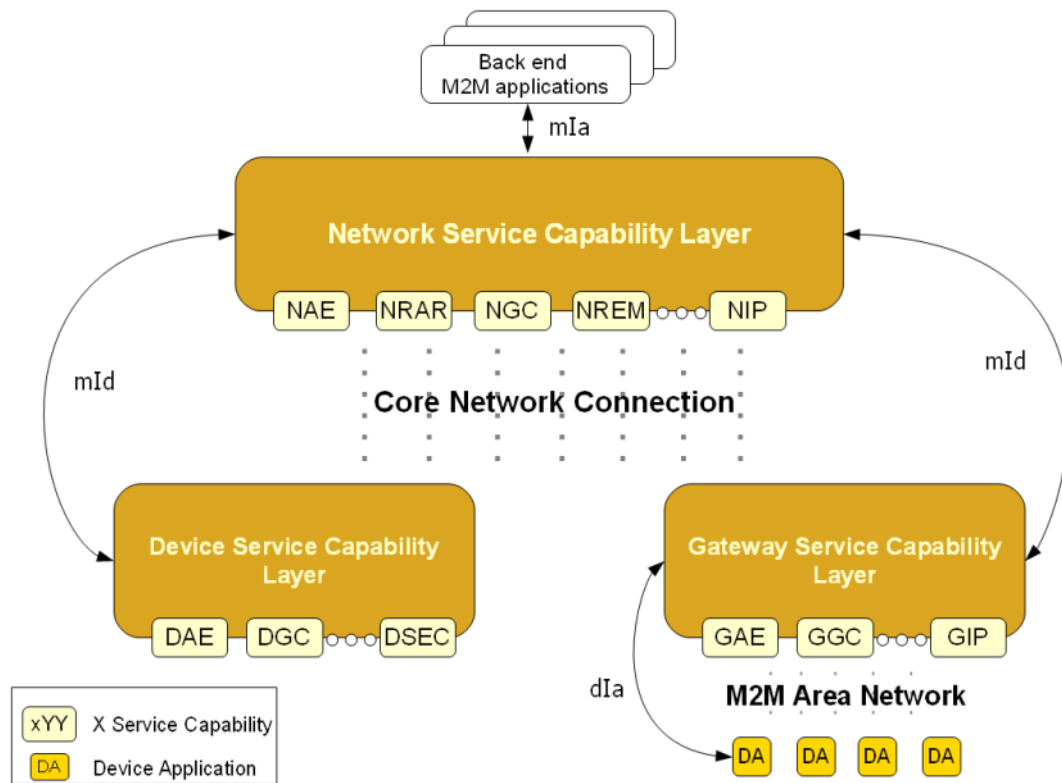 Back end
M2M applications
mIa
Network Service Capability Layer
NAE NRAR NGC NREM NIP
mId
mId
Core Network Connection
Device Service Capability
Layer
DAE DGC DSEC
Gateway Service Capability
Layer
GAE GGC GIP
dIa
M2M Area Network
DA DA DA DA
xYY X Service Capability
DA Device Application